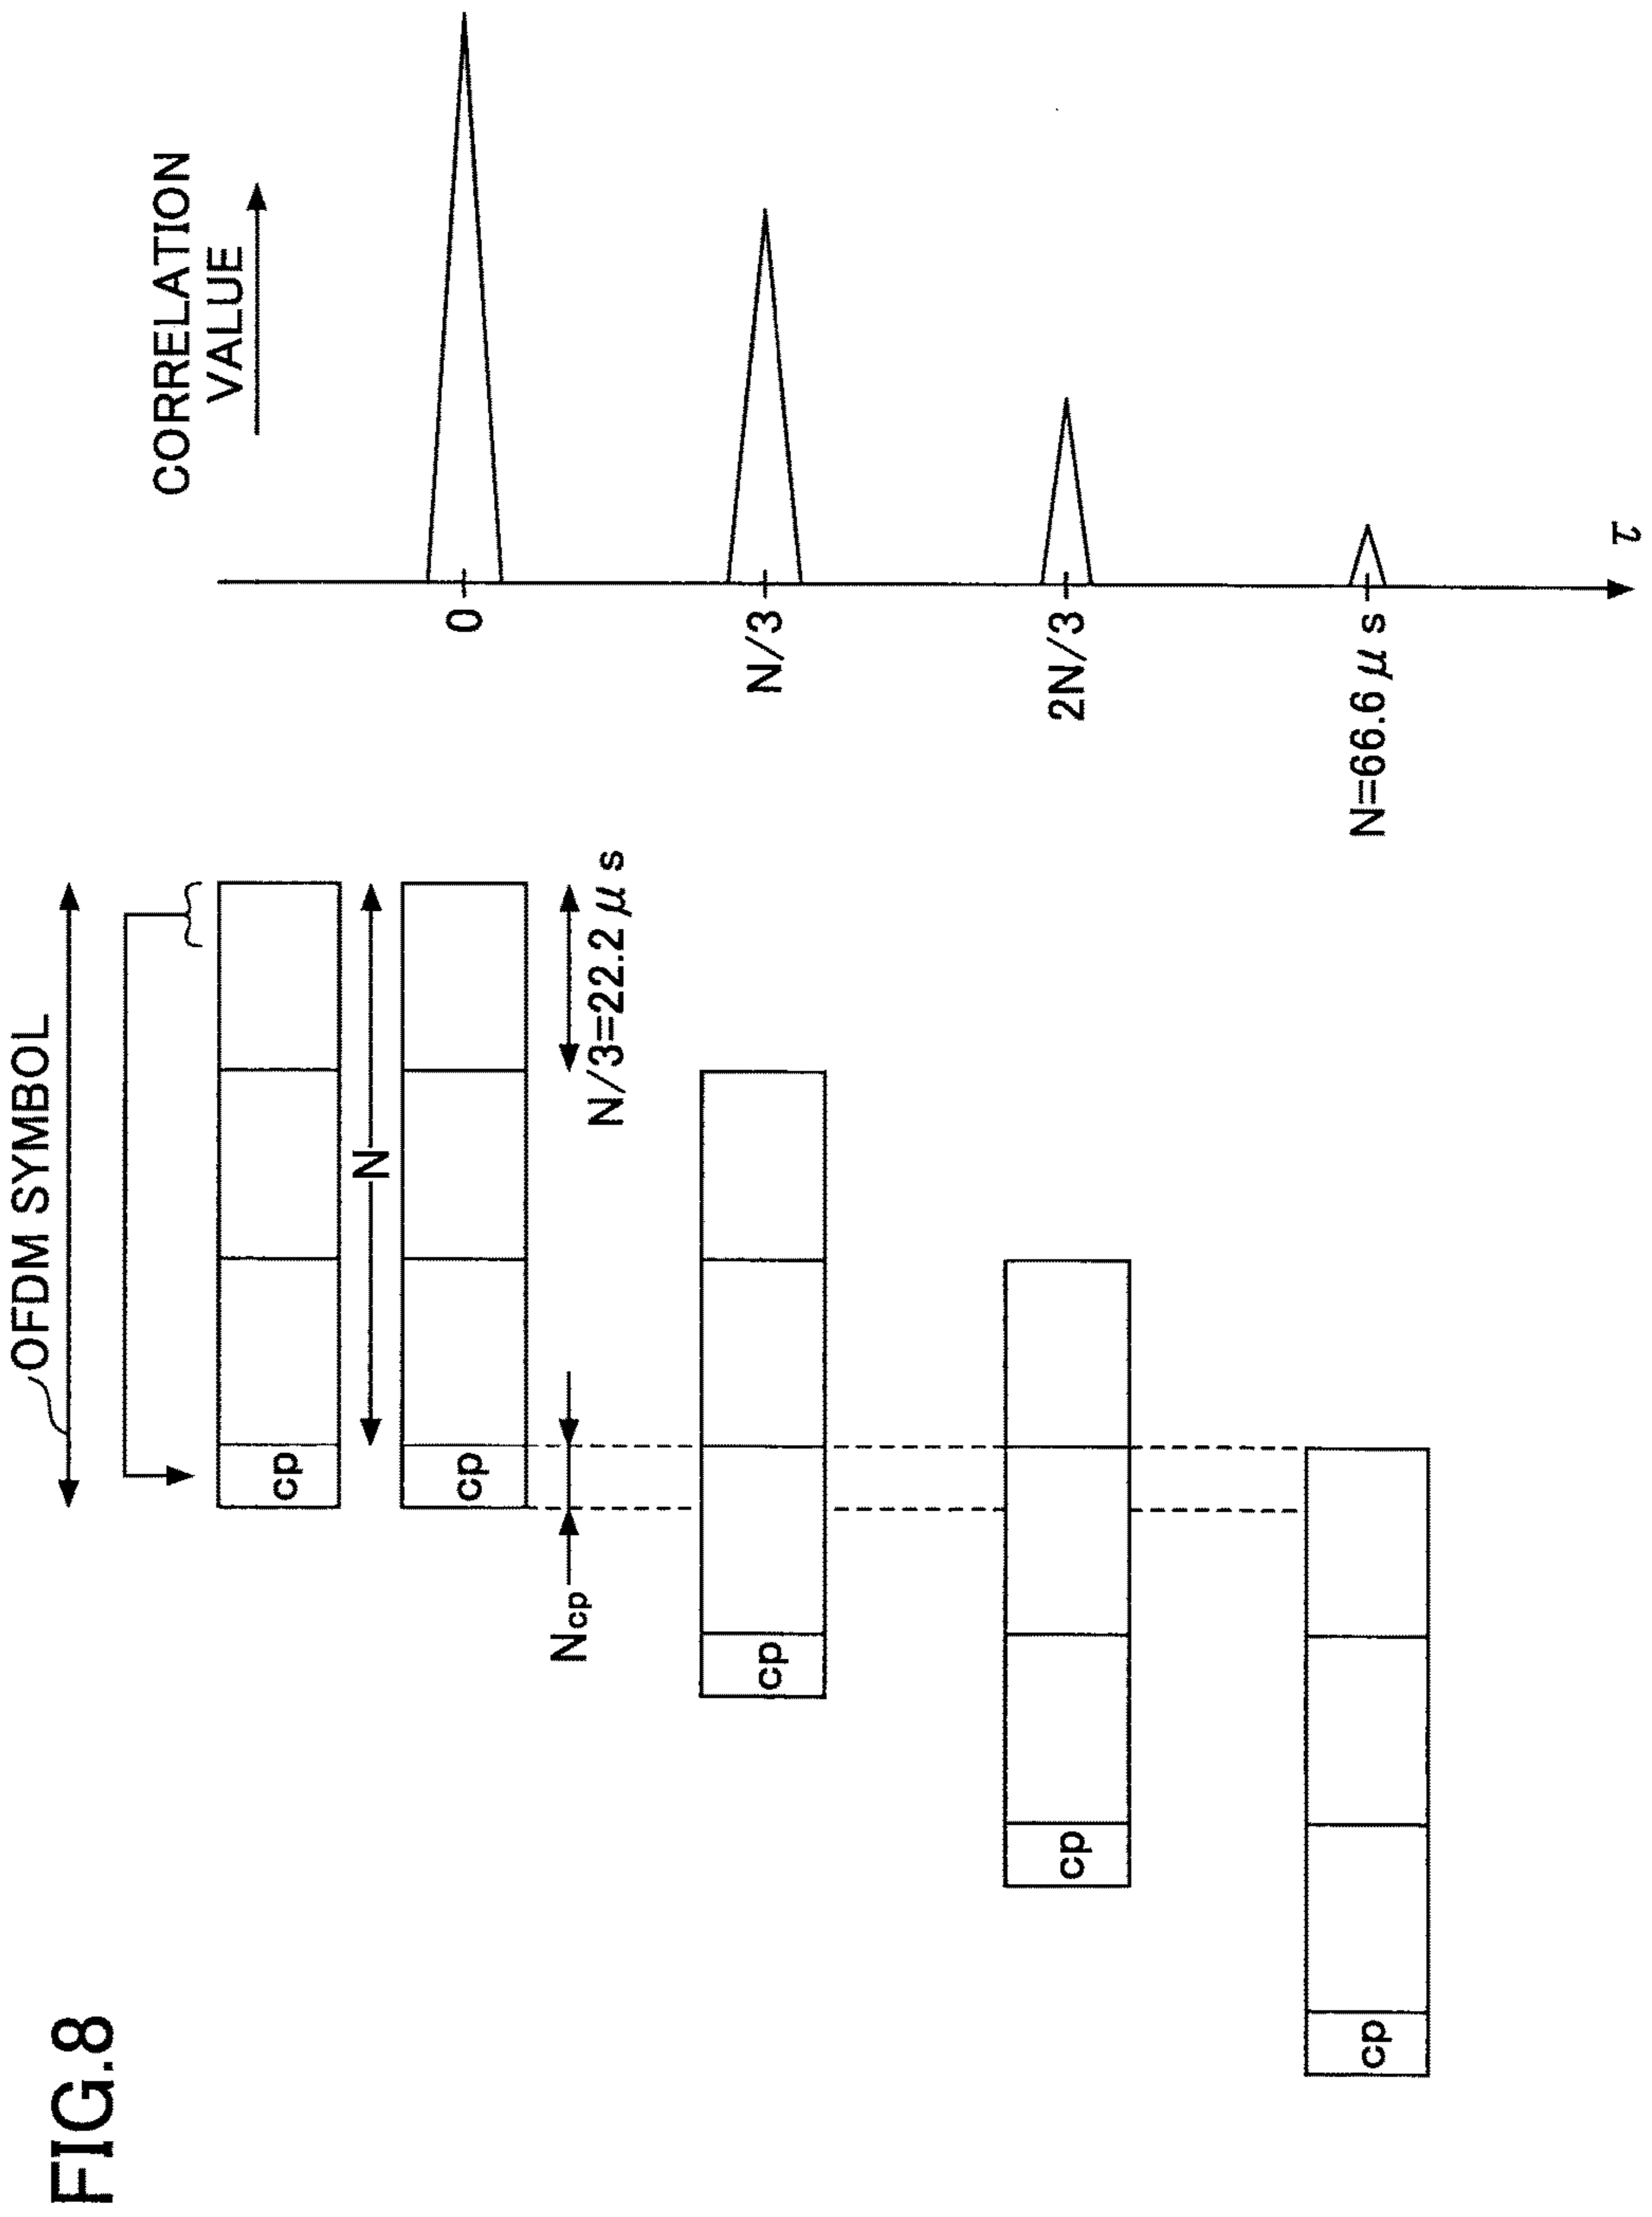 FIG.8
OFDM SYMBOL
cp
N
cp
Ncp
N/3=22.2 μs
cp
cp
cp
CORRELATION
VALUE
0
N/3
2N/3
N=66.6 μs
τ